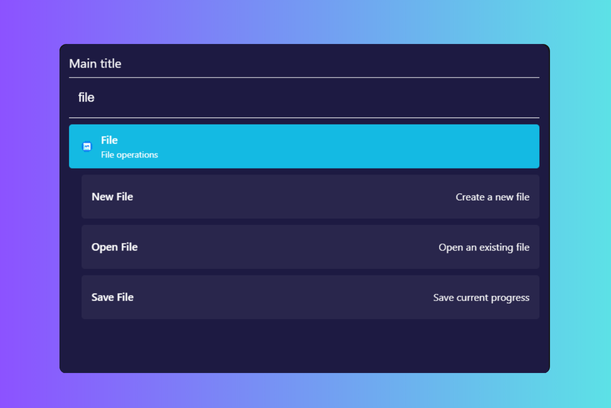 Main title
file
File
File operations
New File Create a new file
Open File Open an existing file
Save File Save current progress